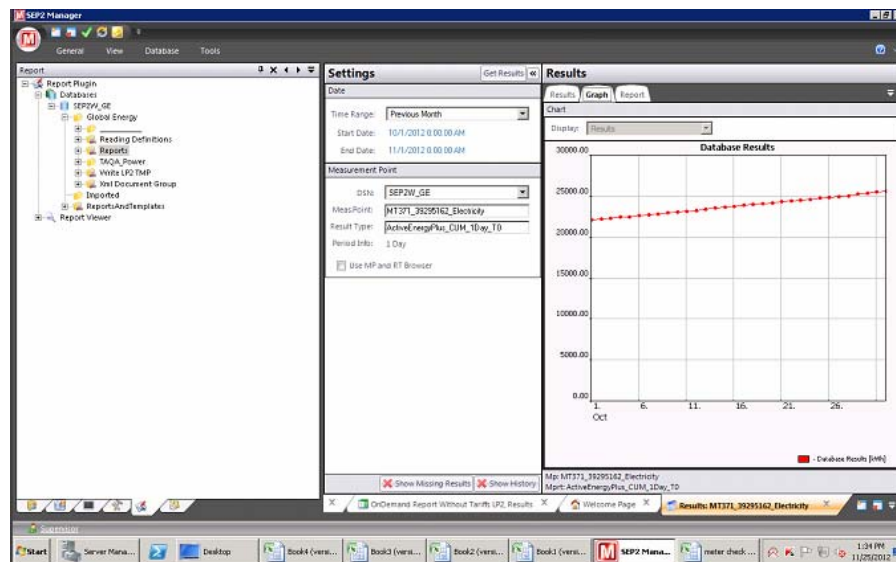 SEP2 Manager
General View Database Tools
Report
Report Plugin
Databases
SEP2W_GE
Global Energy
Reading Definitions
Reports
TAQA_Power
Write LP2 TMP
Xml Document Group
Imported
ReportsAndTemplates
Report Viewer
Settings Get Results
Date
Time Range: Previous Month
Start Date: 10/1/2012 0:00:00 AM
End Date: 11/1/2012 0:00:00 AM
Measurement Point
DSN: SEP2W_GE
MeasPoint: MT371_39295162_Electricity
Result Type: ActiveEnergyPlus_CUM_1Day_T0
Period Info: 1 Day
Use MP and RT Browser
Show Missing Results Show History
Results
Results Graph Report
Chart
Display: Results
Database Results
30000.00
25000.00
20000.00
15000.00
10000.00
5000.00
0.00
1. 6. 11. 16. 21. 26.
Oct
- Database Results [kWh]
Mp: MT371_39295162_Electricity
Mprt: ActiveEnergyPlus_CUM_1Day_T0
OnDemand Report Without Tariffs LP2, Results Welcome Page Results: MT371_39295162_Electricity
Supervisor
Start Server Mana... Desktop Book4 (versi... Book3 (versi... Book2 (versi... Book1 (versi... SEP2 Mana... meter check ... 1:34 PM
11/25/2012